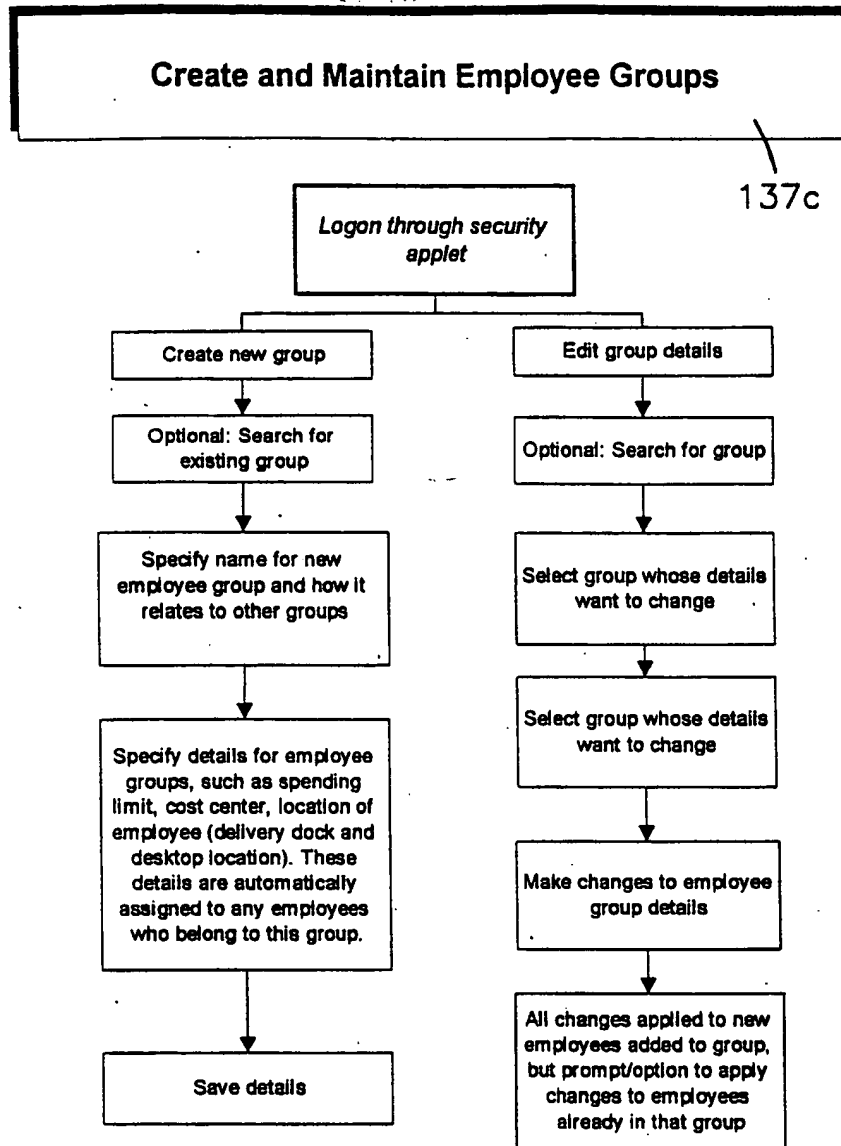 Create and Maintain Employee Groups
137c
Logon through security
applet
Create new group
Optional: Search for
existing group
Specify name for new
employee group and how it
relates to other groups
Specify details for employee
groups, such as spending
limit, cost center, location of
employee (delivery dock and
desktop location). These
details are automatically
assigned to any employees
who belong to this group.
Save details
Edit group details
Optional: Search for group
Select group whose details
want to change
Select group whose details
want to change
Make changes to employee
group details
All changes applied to new
employees added to group,
but prompt/option to apply
changes to employees
already in that group